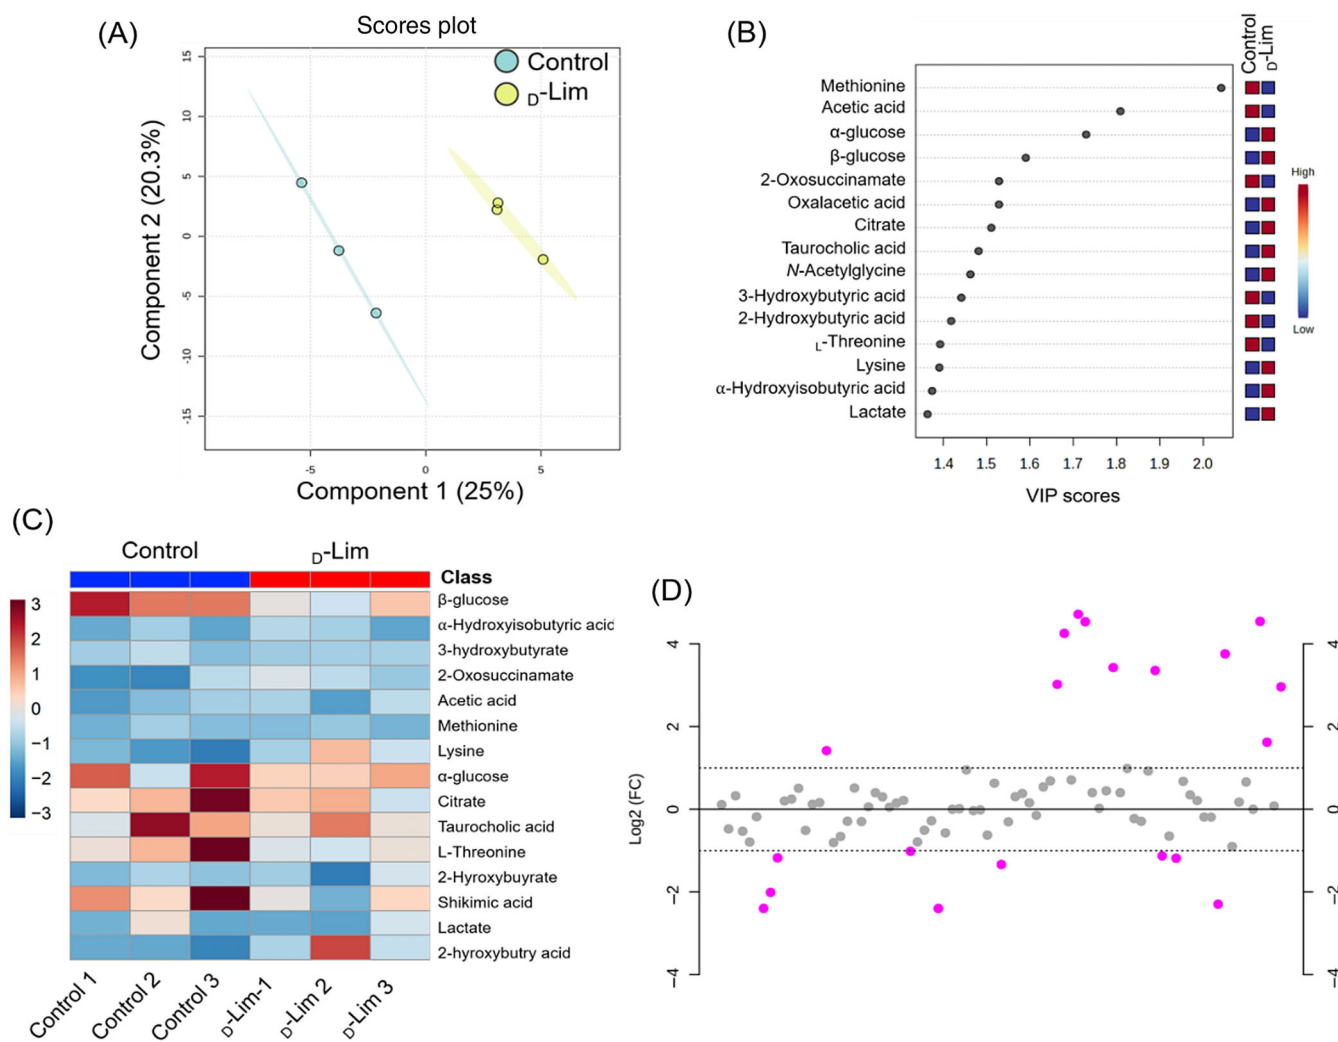 (A)
Scores plot
Control
D-Lim
Component 2 (20.3%)
15
10
5
0
-5
-10
-15
-5
0
5
Component 1 (25%)
(B)
Control
D-Lim
Methionine
Acetic acid
α-glucose
β-glucose
2-Oxosuccinamate
Oxalacetic acid
Citrate
Taurocholic acid
N-Acetylglycine
3-Hydroxybutyric acid
2-Hydroxybutyric acid
L-Threonine
Lysine
α-Hydroxyisobutyric acid
Lactate
1.4 1.5 1.6 1.7 1.8 1.9 2.0
VIP scores
High
Low
(C)
Control
D-Lim
Class
3
2
1
0
−1
−2
−3
β-glucose
α-Hydroxyisobutyric acid
3-hydroxybutyrate
2-Oxosuccinamate
Acetic acid
Methionine
Lysine
α-glucose
Citrate
Taurocholic acid
L-Threonine
2-Hyroxybuyrate
Shikimic acid
Lactate
2-hyroxybutry acid
Control 1
Control 2
Control 3
D-Lim-1
D-Lim 2
D-Lim 3
(D)
Log2 (FC)
4
2
0
−2
−4
4
2
0
−2
−4